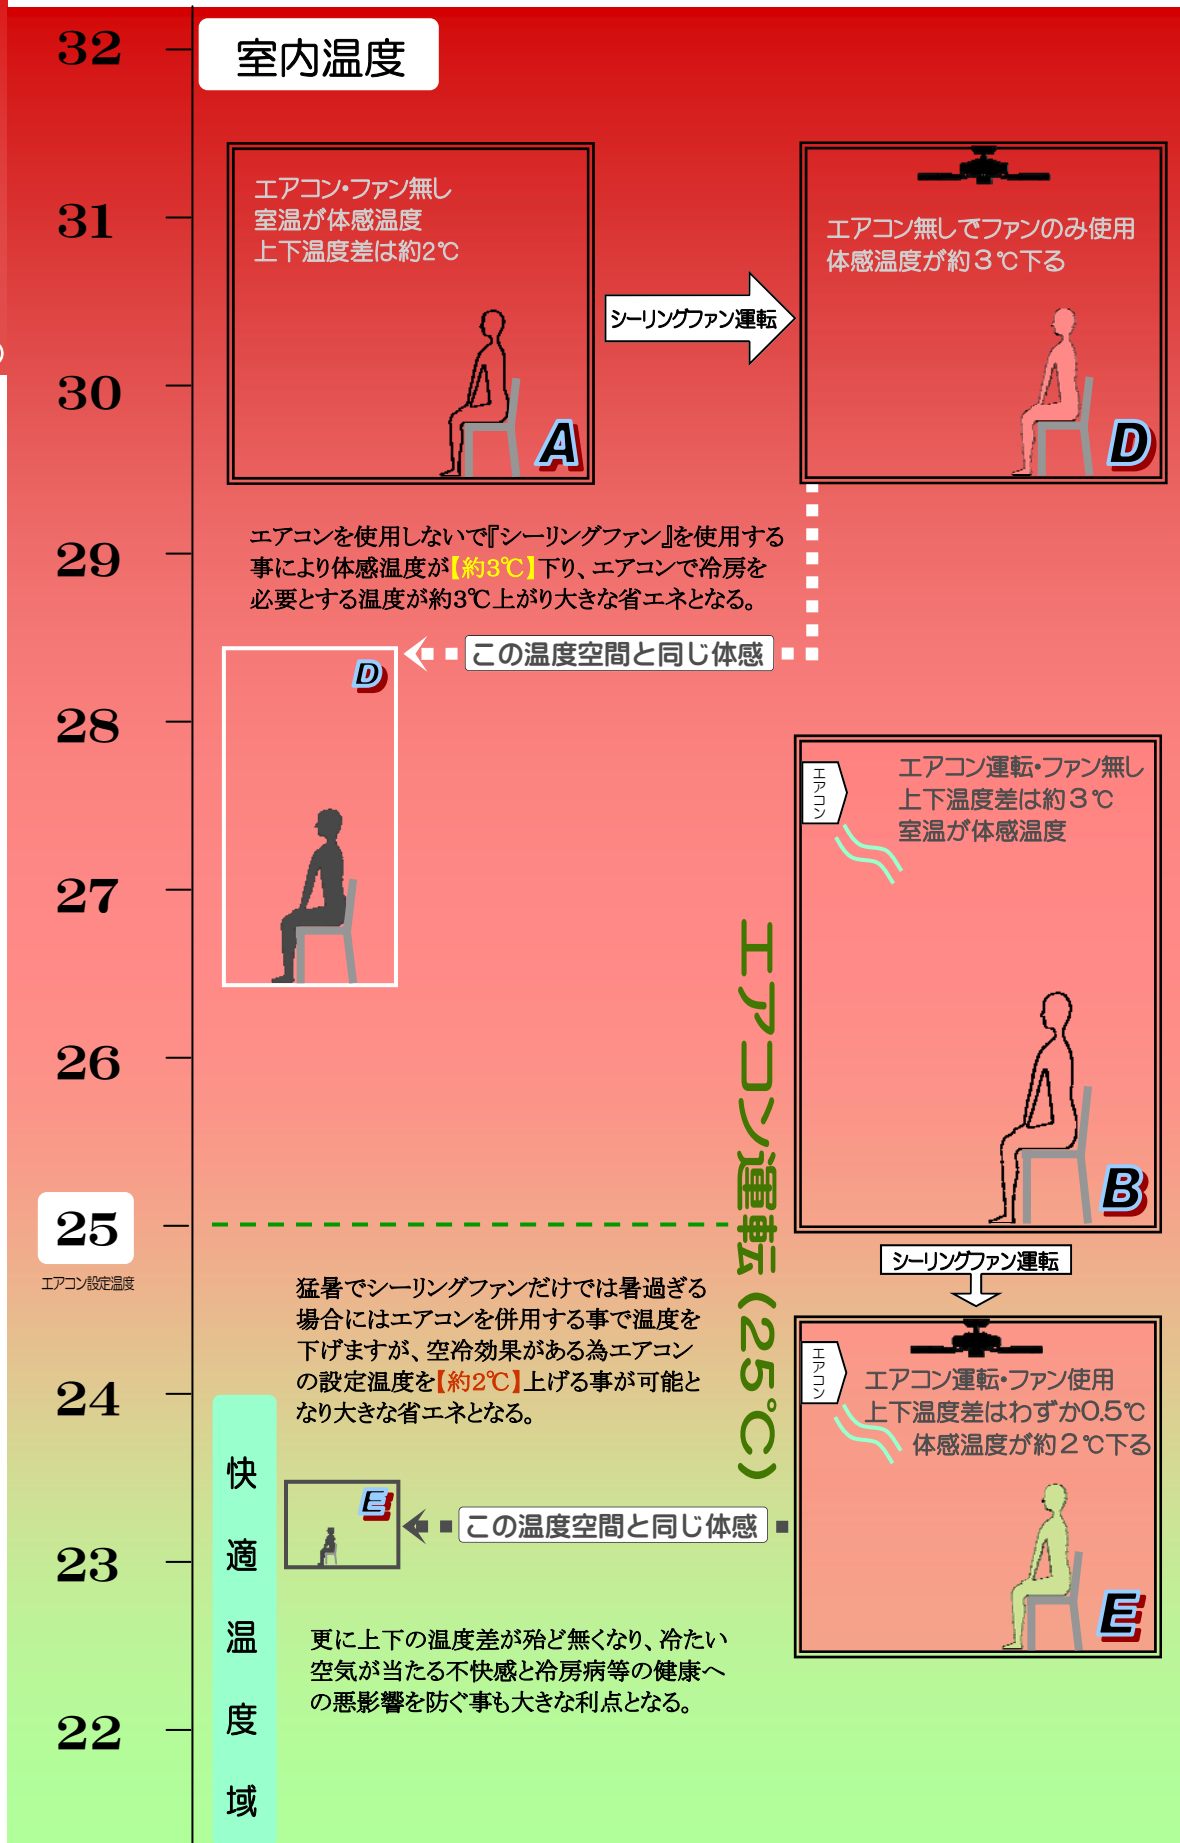 室内温度
32
31
30
29
28
27
26
25
エアコン設定温度
24
23
22
エアコン・ファン無し
室温が体感温度
上下温度差は約2℃
A
シーリングファン運転
エアコン無しでファンのみ使用
体感温度が約３℃下る
D
エアコンを使用しないで『シーリングファン』を使用する
事により体感温度が【約3℃】下り、エアコンで冷房を
必要とする温度が約3℃上がり大きな省エネとなる。
この温度空間と同じ体感
D
エアコン
エアコン運転・ファン無し
上下温度差は約３℃
室温が体感温度
B
エアコン運転(25℃)
シーリングファン運転
猛暑でシーリングファンだけでは暑過ぎる
場合にはエアコンを併用する事で温度を
下げますが、空冷効果がある為エアコン
の設定温度を【約2℃】上げる事が可能と
なり大きな省エネとなる。
エアコン
エアコン運転・ファン使用
上下温度差はわずか0.5℃
体感温度が約２℃下る
E
この温度空間と同じ体感
E
快適温度域
更に上下の温度差が殆ど無くなり、冷たい
空気が当たる不快感と冷房病等の健康へ
の悪影響を防ぐ事も大きな利点となる。